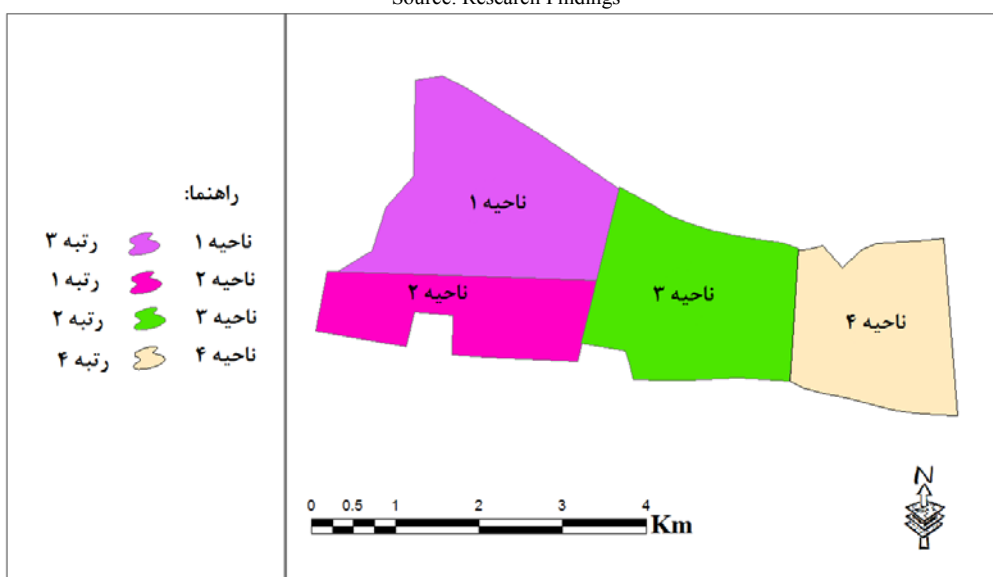 Source: Research Findings
راهنما:
ناحیه ۱ رتبه ۳
ناحیه ۲ رتبه ۱
ناحیه ۳ رتبه ۲
ناحیه ۴ رتبه ۴
ناحیه ۱
ناحیه ۲
ناحیه ۳
ناحیه ۴
N
0 0.5 1 2 3 4
Km